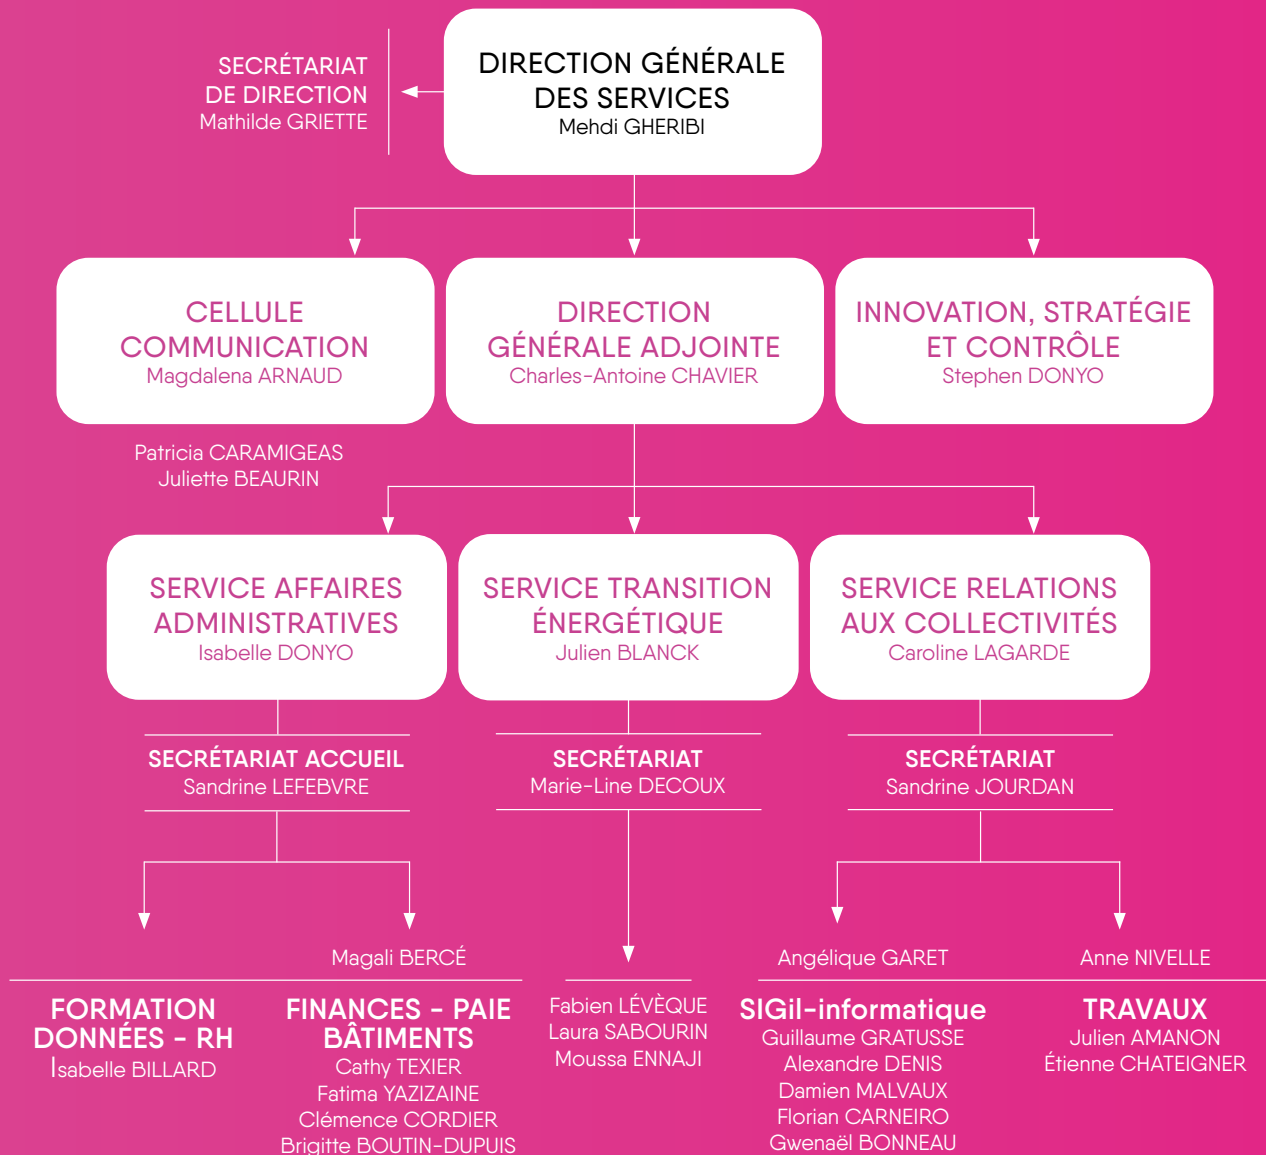 SECRÉTARIAT
DE DIRECTION
Mathilde GRIETTE
DIRECTION GÉNÉRALE
DES SERVICES
Mehdi GHERIBI
CELLULE
COMMUNICATION
Magdalena ARNAUD
DIRECTION
GÉNÉRALE ADJOINTE
Charles-Antoine CHAVIER
INNOVATION, STRATÉGIE
ET CONTRÔLE
Stephen DONYO
Patricia CARAMIGEAS
Juliette BEAURIN
SERVICE AFFAIRES
ADMINISTRATIVES
Isabelle DONYO
SERVICE TRANSITION
ÉNERGÉTIQUE
Julien BLANCK
SERVICE RELATIONS
AUX COLLECTIVITÉS
Caroline LAGARDE
SECRÉTARIAT ACCUEIL
Sandrine LEFEBVRE
SECRÉTARIAT
Marie-Line DECOUX
SECRÉTARIAT
Sandrine JOURDAN
FORMATION
DONNÉES - RH
Isabelle BILLARD
Magali BERCÉ
FINANCES - PAIE
BÂTIMENTS
Cathy TEXIER
Fatima YAZIZAINE
Clémence CORDIER
Brigitte BOUTIN-DUPUIS
Fabien LÉVÈQUE
Laura SABOURIN
Moussa ENNAJI
Angélique GARET
SIGil-informatique
Guillaume GRATUSSE
Alexandre DENIS
Damien MALVAUX
Florian CARNEIRO
Gwenaël BONNEAU
Anne NIVELLE
TRAVAUX
Julien AMANON
Étienne CHATEIGNER